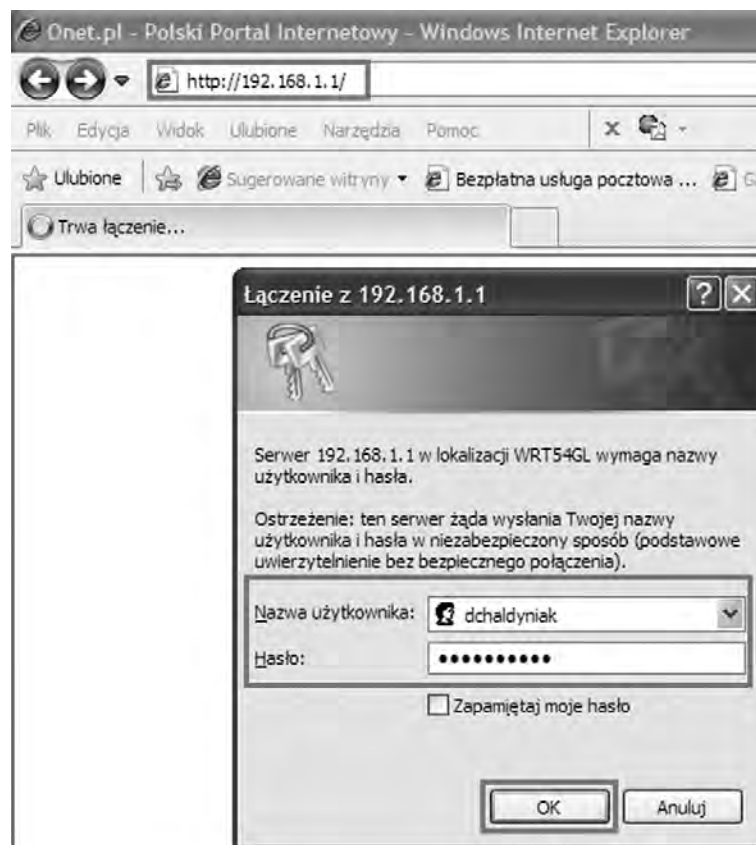 Onet.pl - Polski Portal Internetowy - Windows Internet Explorer
http://192.168.1.1/
Plik Edycja Widok Ulubione Narzędzia Pomoc x
Ulubione Sugerowane witryny Bezpłatna usługa pocztowa ...
Trwa łączenie...
Łączenie z 192.168.1.1
Serwer 192.168.1.1 w lokalizacji WRT54GL wymaga nazwy
użytkownika i hasła.
Ostrzeżenie: ten serwer żąda wysłania Twojej nazwy
użytkownika i hasła w niezabezpieczony sposób (podstawowe
uwierzytelnienie bez bezpiecznego połączenia).
Nazwa użytkownika: dchaldyniak
Hasło: ●●●●●●●●●●
Zapamiętaj moje hasło
OK Anuluj